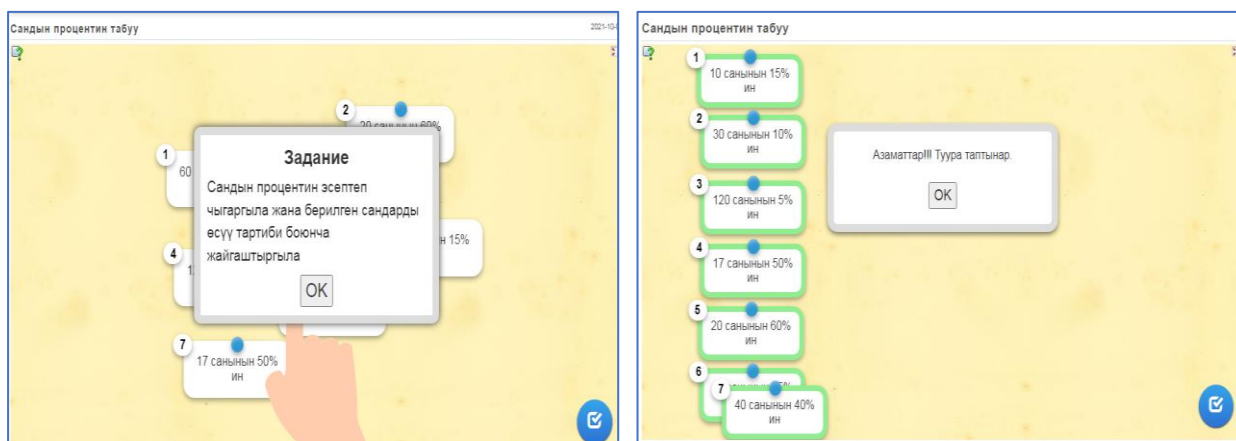 Сандын процентин табуу
2021-10-
2
20 санынын 60%
1
60
Задание
Сандын процентин эсептеп
чыгаргыла жана берилген сандарды
өсүү тартиби боюнча
жайгаштыргыла
OK
15%
4
7
17 санынын 50%
ин
Сандын процентин табуу
1
10 санынын 15%
ин
2
30 санынын 10%
ин
Азаматтар!!! Туура таптынар.
OK
3
120 санынын 5%
ин
4
17 санынын 50%
ин
5
20 санынын 60%
ин
6
7
40 санынын 40%
ин